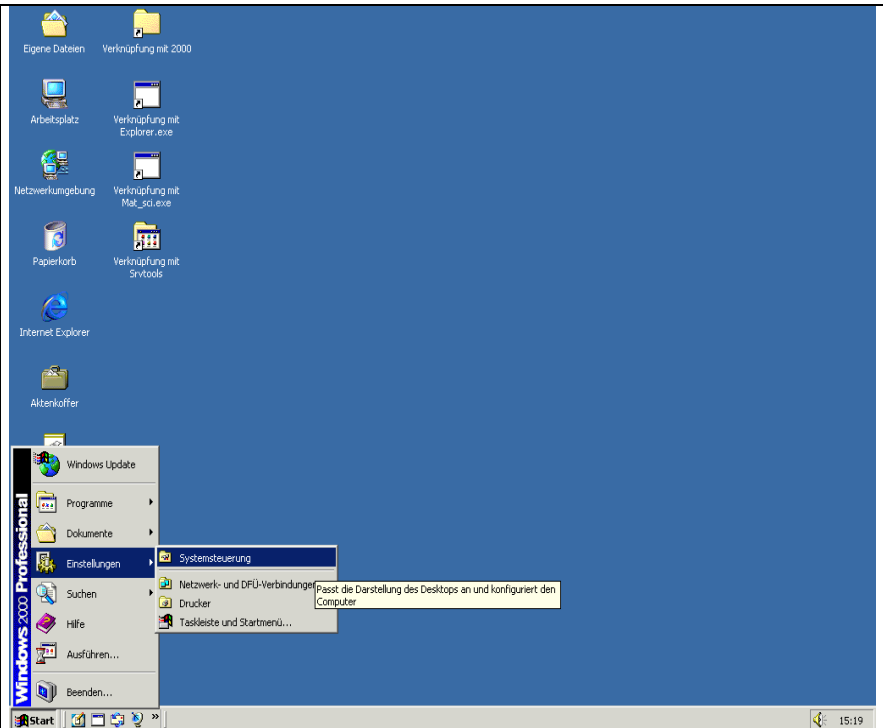 Eigene Dateien
Verknüpfung mit 2000
Arbeitsplatz
Verknüpfung mit
Explorer.exe
Netzwerkumgebung
Verknüpfung mit
Mat_sci.exe
Papierkorb
Verknüpfung mit
Srvtools
Internet Explorer
Aktenkoffer
Windows 2000 Professional
Windows Update
Programme
Dokumente
Einstellungen
Suchen
Hilfe
Ausführen...
Beenden...
Systemsteuerung
Netzwerk- und DFÜ-Verbindungen
Drucker
Taskleiste und Startmenü...
Passt die Darstellung des Desktops an und konfiguriert den
Computer
Start
»
15:19